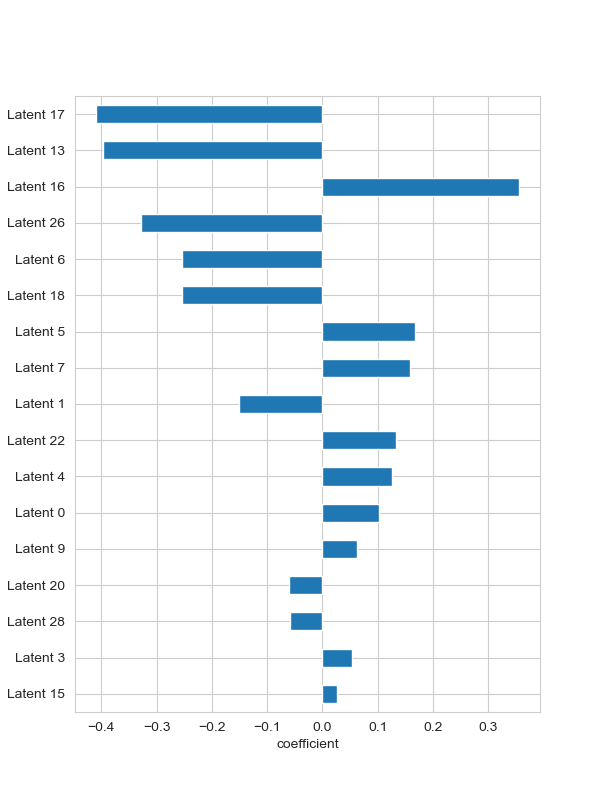 Latent 17
Latent 13
Latent 16
Latent 26
Latent 6
Latent 18
Latent 5
Latent 7
Latent 1
Latent 22
Latent 4
Latent 0
Latent 9
Latent 20
Latent 28
Latent 3
Latent 15
−0.4 −0.3 −0.2 −0.1 0.0 0.1 0.2 0.3
coefficient